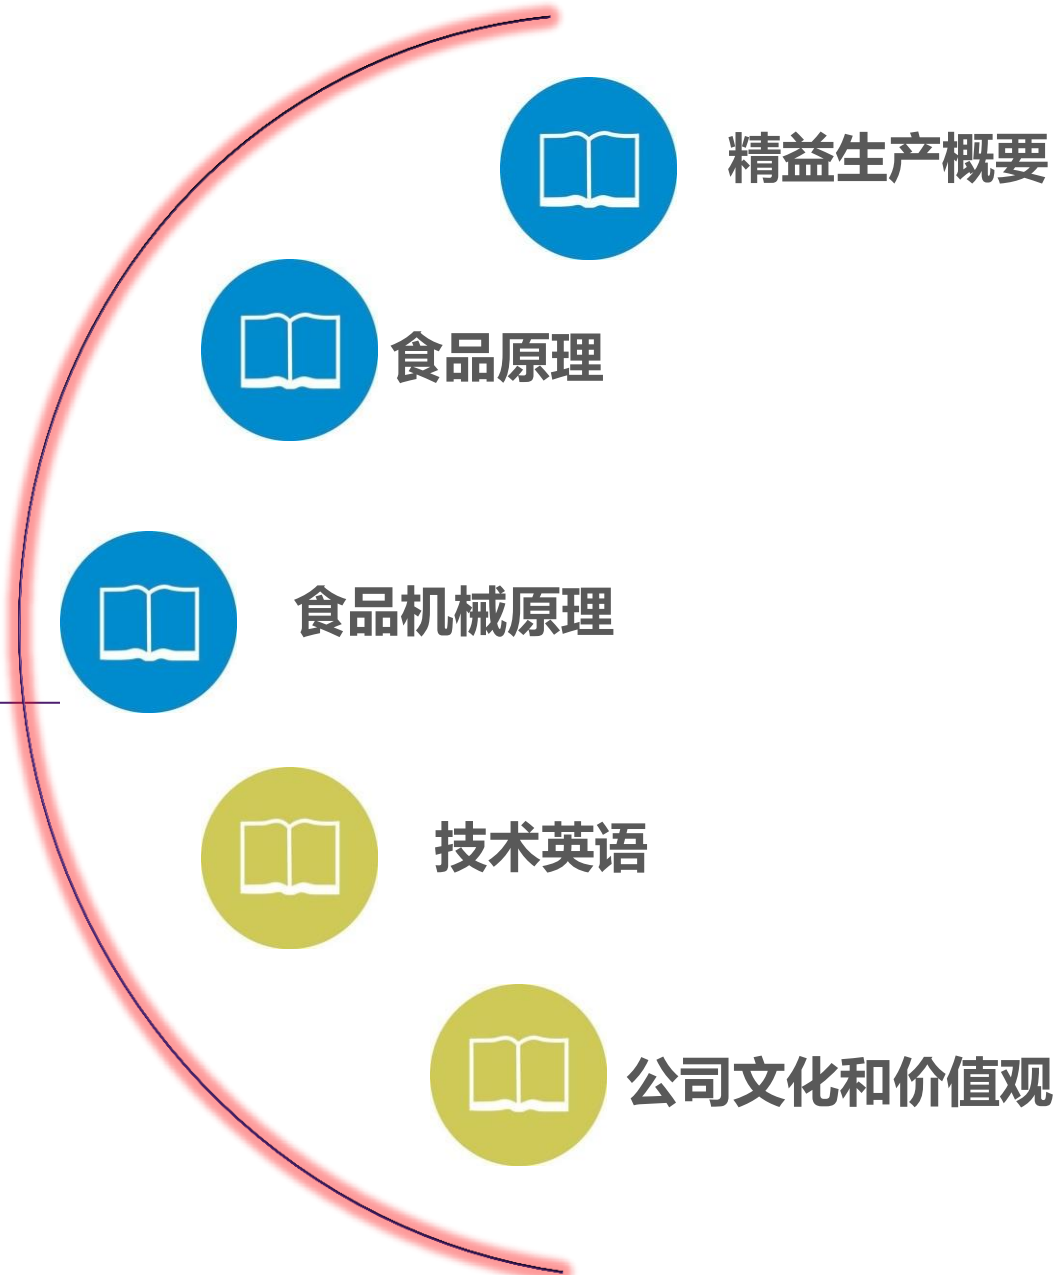 精益生产概要
食品原理
食品机械原理
技术英语
公司文化和价值观